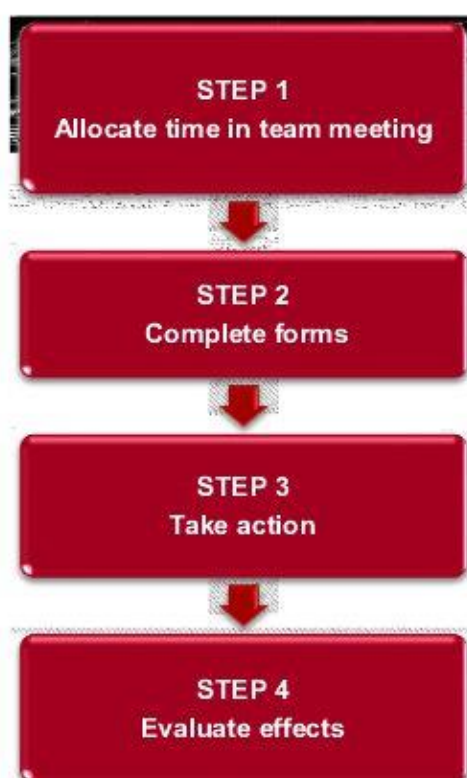 STEP 1
Allocate time in team meeting
STEP 2
Complete forms
STEP 3
Take action
STEP 4
Evaluate effects